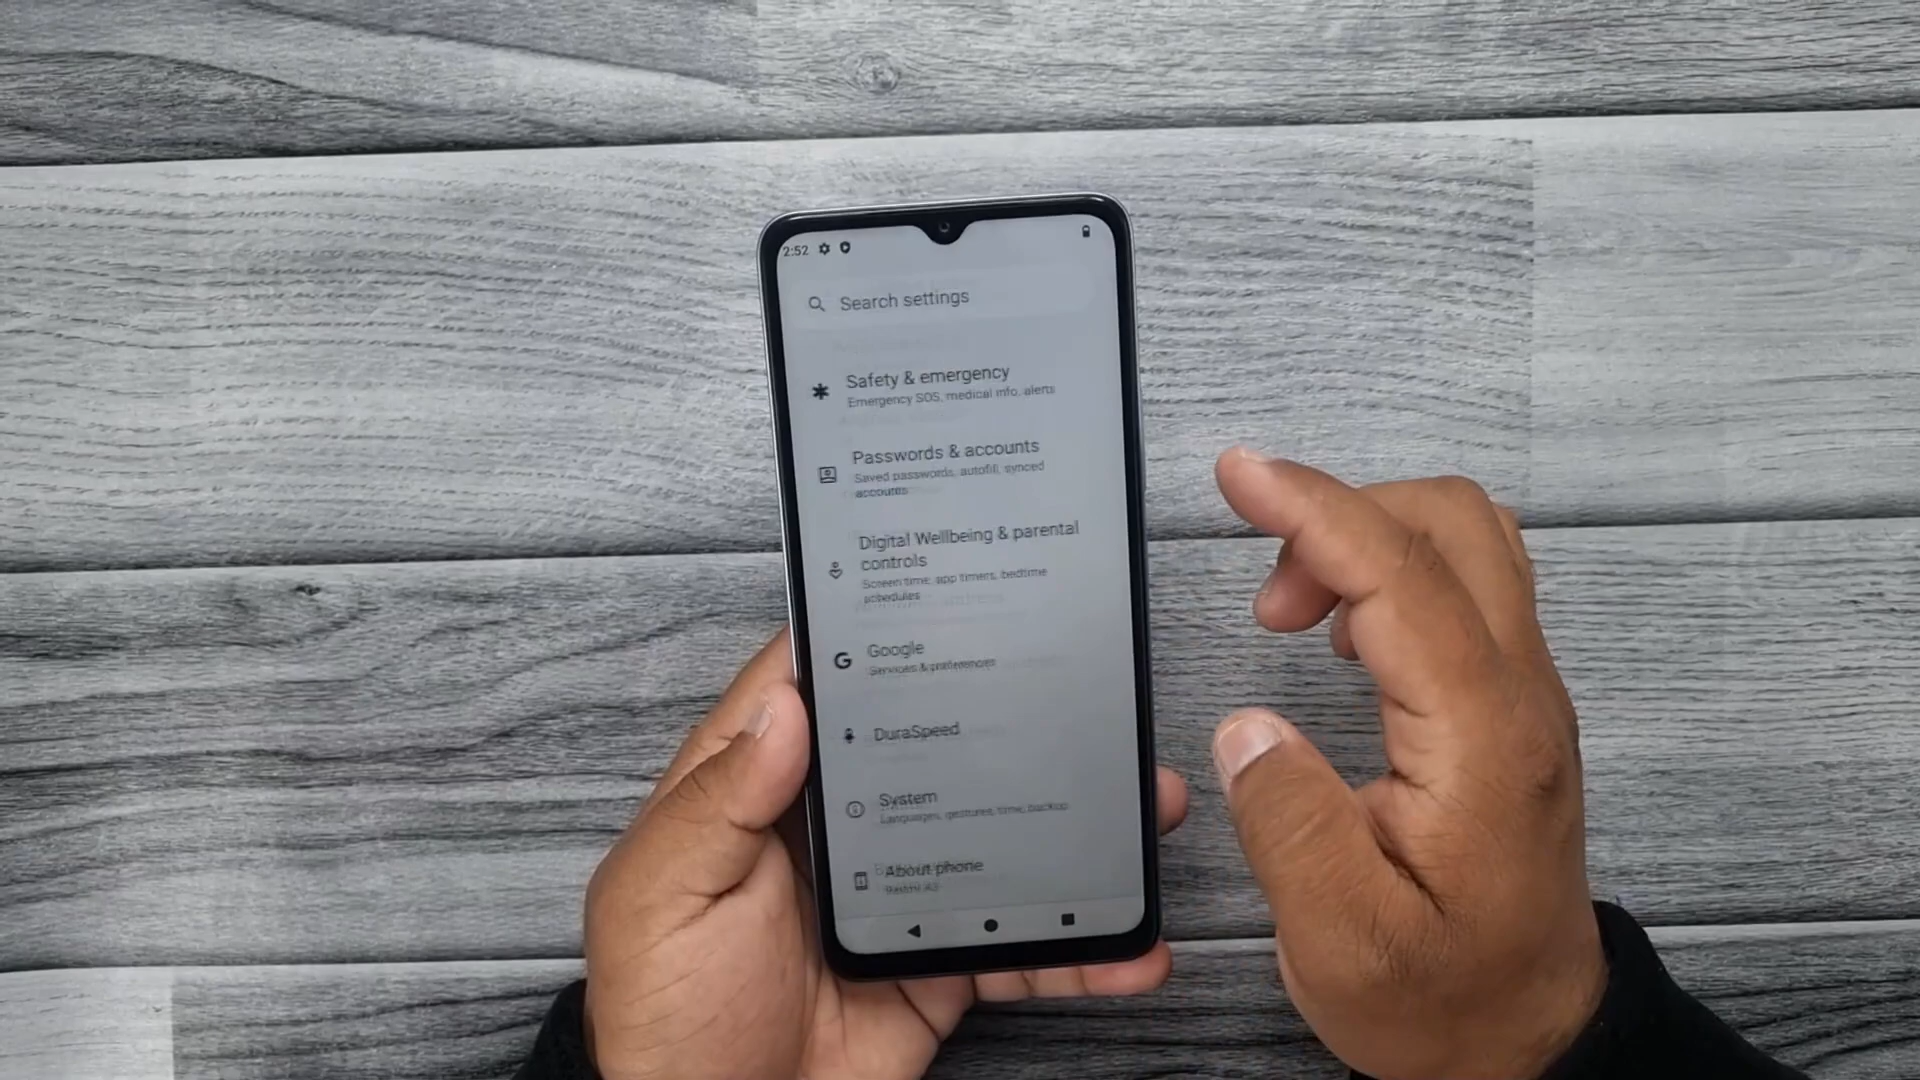 2:52
Search settings
Safety & emergency
Emergency SOS, medical info, alerts
Passwords & accounts
Saved passwords, autofill, synced
accounts
Digital Wellbeing & parental
controls
Screen time, app timers, bedtime
schedules
Google
Services & preferences
DuraSpeed
System
Languages, gestures, time, backup
About phone
Redmi A3